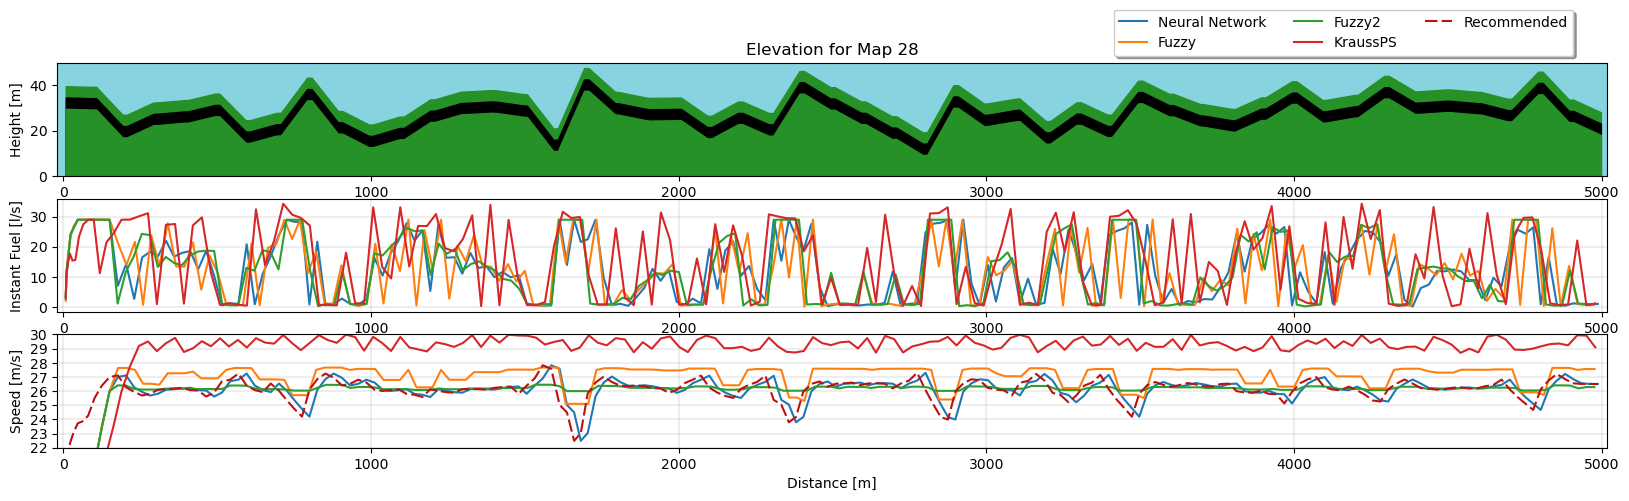 Neural Network
Fuzzy
Fuzzy2
KraussPS
Recommended
Elevation for Map 28
Height [m]
40
20
0
0 1000 2000 3000 4000 5000
Instant Fuel [l/s]
30
20
10
0
0 1000 2000 3000 4000 5000
Speed [m/s]
30
29
28
27
26
25
24
23
22
0 1000 2000 3000 4000 5000
Distance [m]